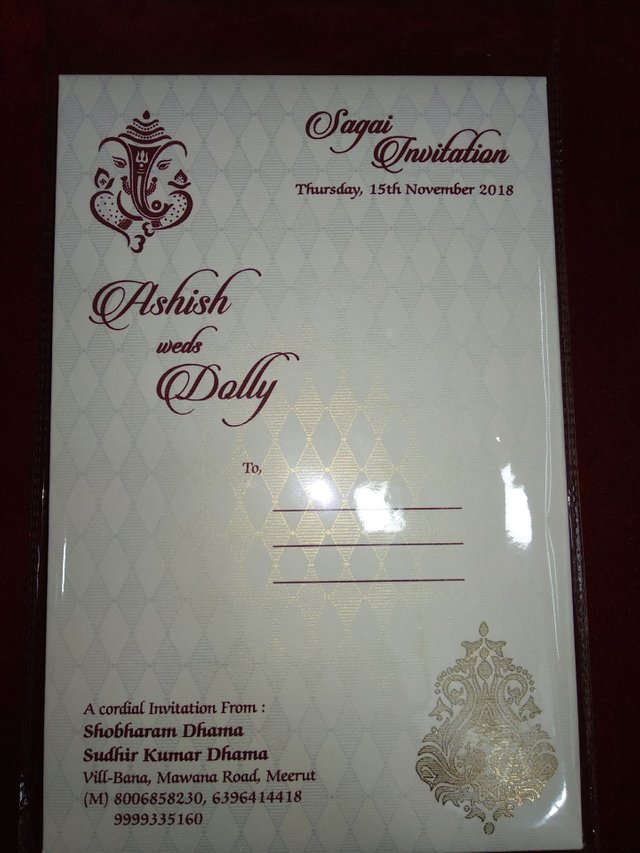 Sagai
Invitation
Thursday, 15th November 2018
Ashish
weds
Dolly
To,
A cordial Invitation From :
Shobharam Dhama
Sudhir Kumar Dhama
Vill-Bana, Mawana Road, Meerut
(M) 8006858230, 6396414418
9999335160